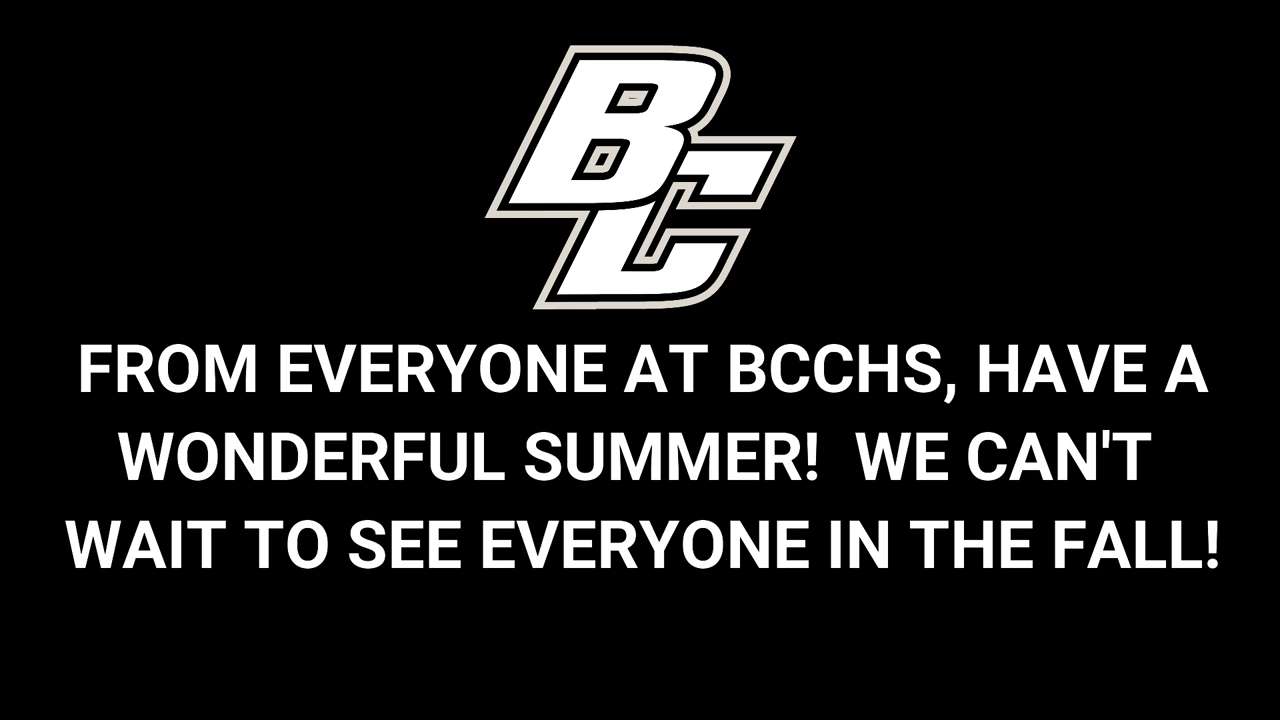 BC
FROM EVERYONE AT BCCHS, HAVE A
WONDERFUL SUMMER!  WE CAN'T
WAIT TO SEE EVERYONE IN THE FALL!